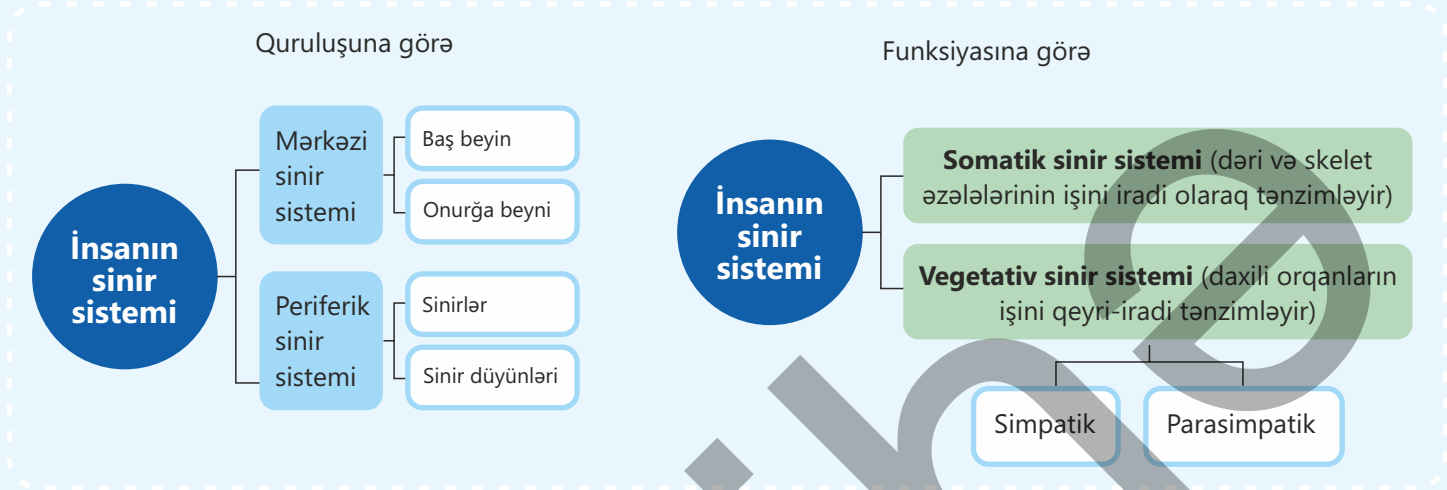 Quruluşuna görə
İnsanın
sinir
sistemi
Mərkəzi
sinir
sistemi
Baş beyin
Onurğa beyni
Periferik
sinir
sistemi
Sinirlər
Sinir düyünləri
Funksiyasına görə
İnsanın
sinir
sistemi
Somatik sinir sistemi (dəri və skelet
əzələlərinin işini iradi olaraq tənzimləyir)
Vegetativ sinir sistemi (daxili orqanların
işini qeyri-iradi tənzimləyir)
Simpatik
Parasimpatik